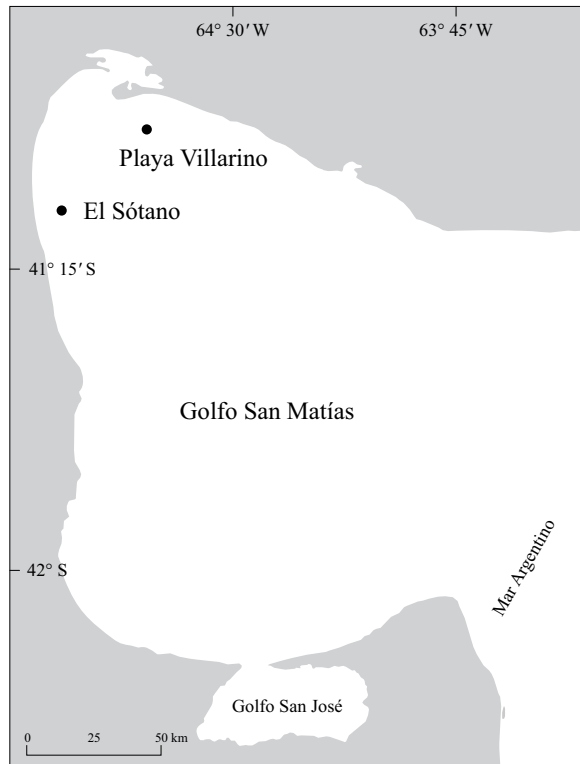 64° 30′ W
63° 45′ W
Playa Villarino
El Sótano
41° 15′ S
Golfo San Matías
42° S
Mar Argentino
Golfo San José
0 25 50 km